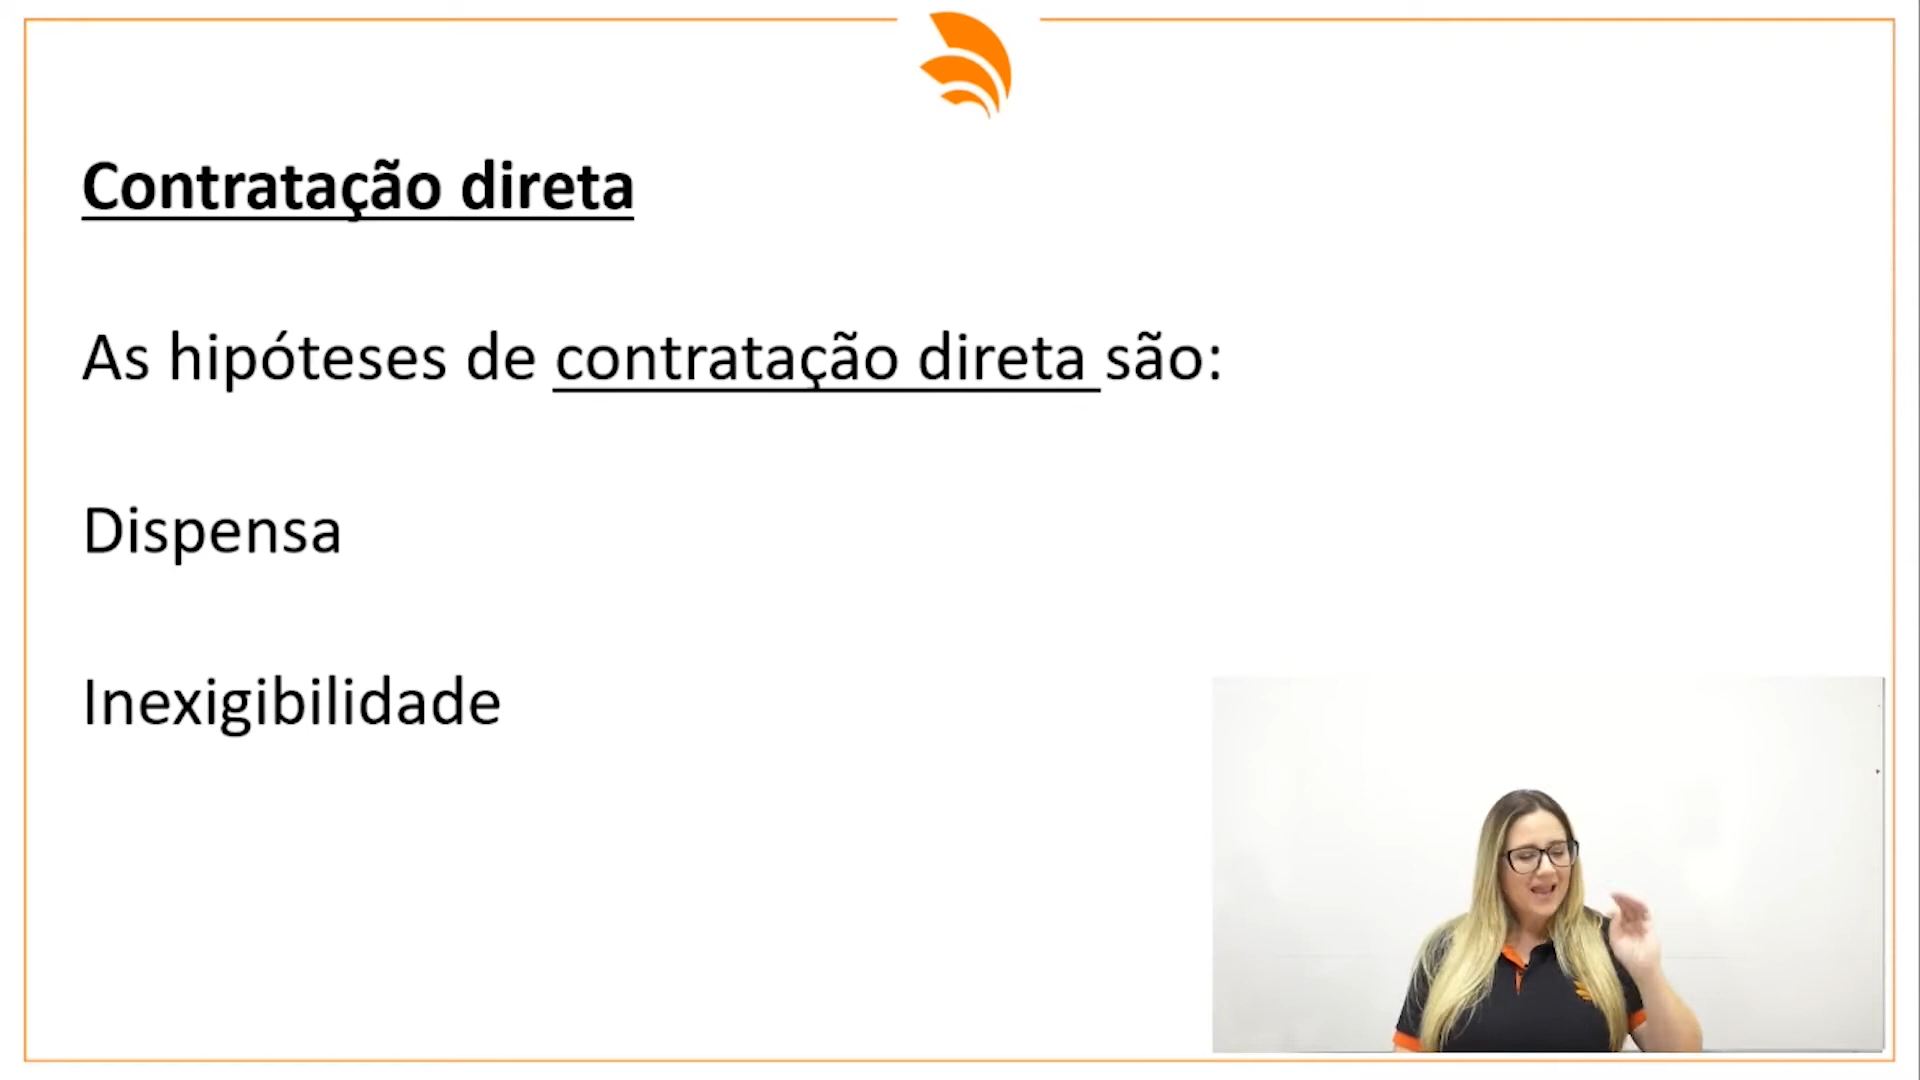 Contratação direta
As hipóteses de contratação direta são:
Dispensa
Inexigibilidade